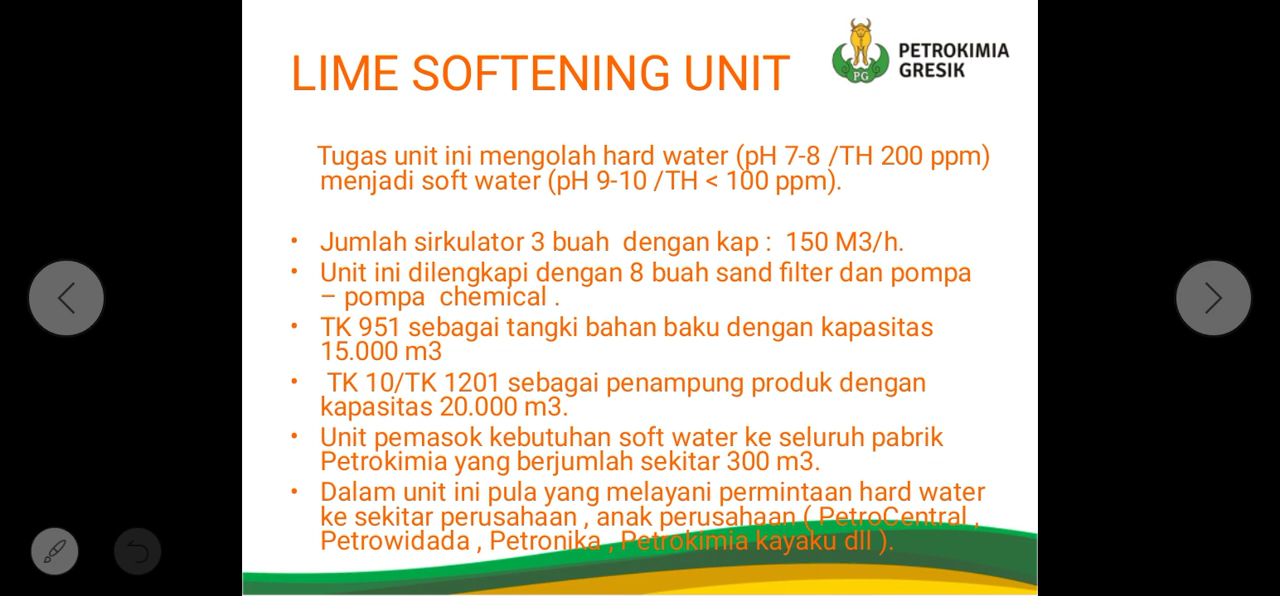 LIME SOFTENING UNIT
PG
PETROKIMIA
GRESIK
Tugas unit ini mengolah hard water (pH 7-8 /TH 200 ppm)
menjadi soft water (pH 9-10 /TH < 100 ppm).
• Jumlah sirkulator 3 buah  dengan kap :  150 M3/h.
• Unit ini dilengkapi dengan 8 buah sand filter dan pompa
– pompa  chemical .
• TK 951 sebagai tangki bahan baku dengan kapasitas
15.000 m3
•  TK 10/TK 1201 sebagai penampung produk dengan
kapasitas 20.000 m3.
• Unit pemasok kebutuhan soft water ke seluruh pabrik
Petrokimia yang berjumlah sekitar 300 m3.
• Dalam unit ini pula yang melayani permintaan hard water
ke sekitar perusahaan , anak perusahaan ( PetroCentral ,
Petrowidada , Petronika , Petrokimia kayaku dll ).